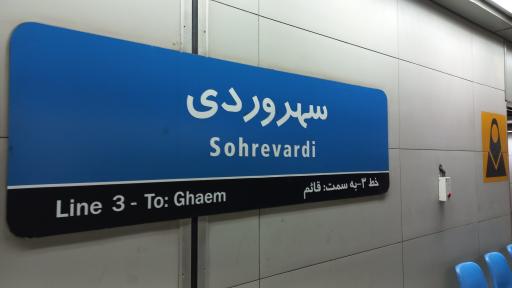 سهروردی
Sohrevardi
Line 3 - To: Ghaem
خط ۳-به سمت: قائم